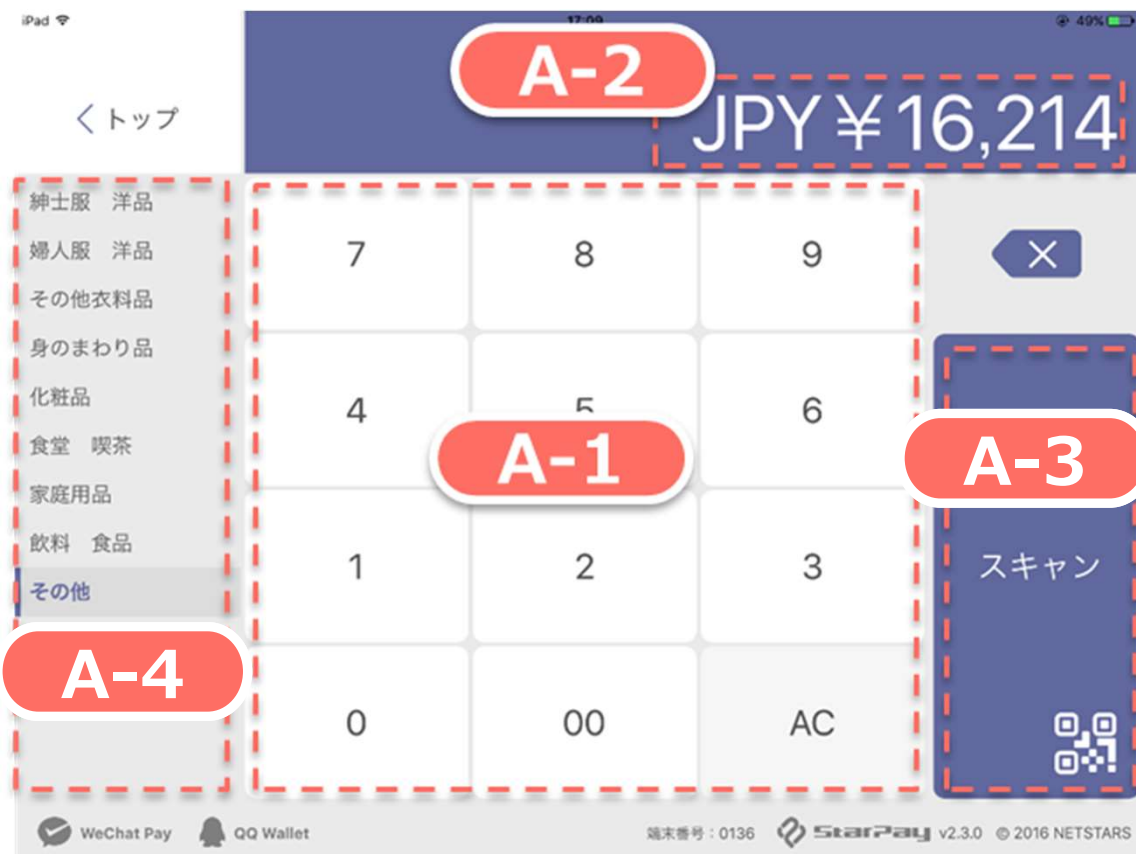 iPad
17:09
49%
A-2
JPY¥16,214
トップ
紳士服 洋品
婦人服 洋品
その他衣料品
身のまわり品
化粧品
食堂 喫茶
家庭用品
飲料 食品
その他
A-4
7 8 9
4 5 6
A-1
1 2 3
0 00 AC
A-3
スキャン
WeChat Pay
QQ Wallet
端末番号:0136
StarPay v2.3.0 © 2016 NETSTARS